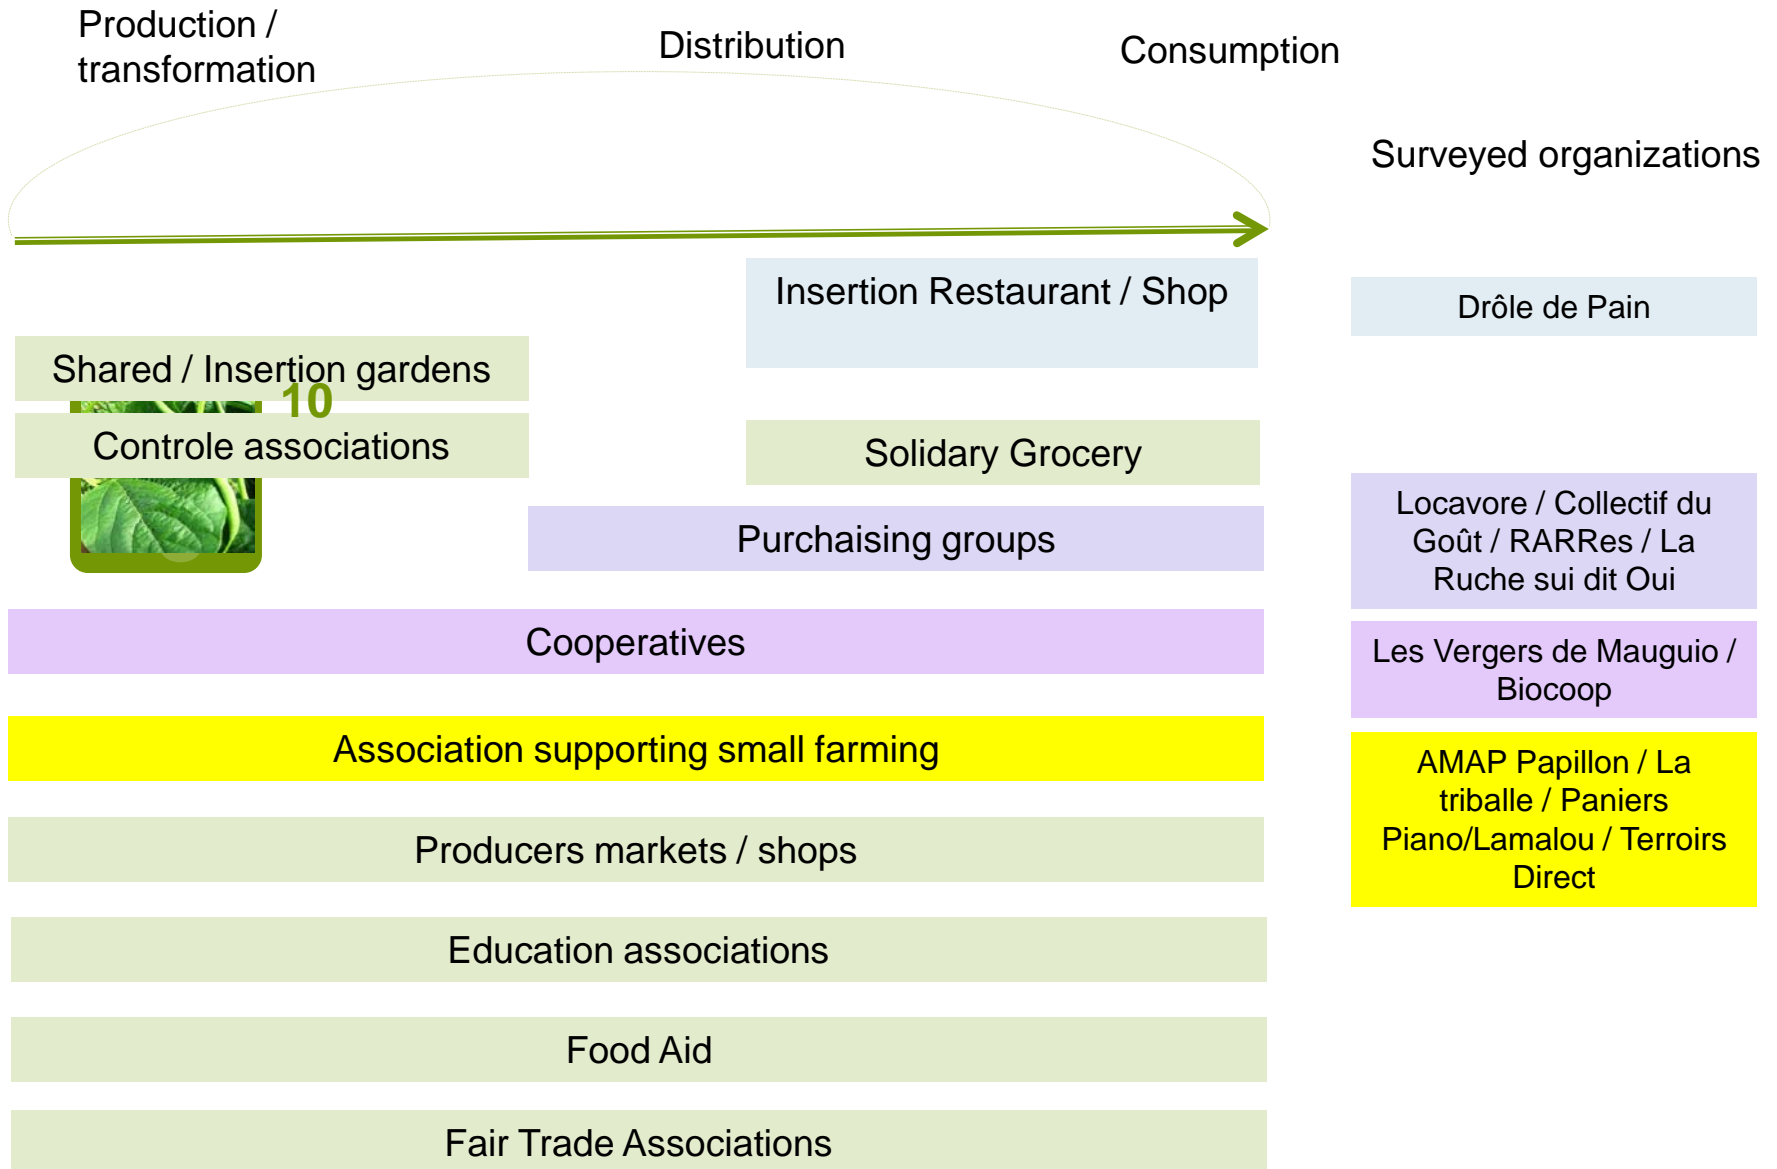 Production /
transformation
Distribution
Consumption
Surveyed organizations
Insertion Restaurant / Shop
Drôle de Pain
Shared / Insertion gardens
10
Controle associations
Solidary Grocery
Purchaising groups
Locavore / Collectif du
Goût / RARRes / La
Ruche sui dit Oui
Cooperatives
Les Vergers de Mauguio /
Biocoop
Association supporting small farming
AMAP Papillon / La
triballe / Paniers
Piano/Lamalou / Terroirs
Direct
Producers markets / shops
Education associations
Food Aid
Fair Trade Associations